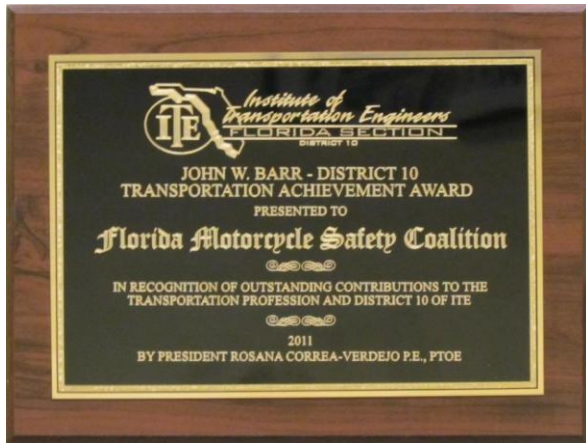 ITE
Institute of
Transportation Engineers
FLORIDA SECTION
DISTRICT 10
JOHN W. BARR - DISTRICT 10
TRANSPORTATION ACHIEVEMENT AWARD
PRESENTED TO
Florida Motorcycle Safety Coalition
IN RECOGNITION OF OUTSTANDING CONTRIBUTIONS TO THE
TRANSPORTATION PROFESSION AND DISTRICT 10 OF ITE
2011
BY PRESIDENT ROSANA CORREA-VERDEJO P.E., PTOE